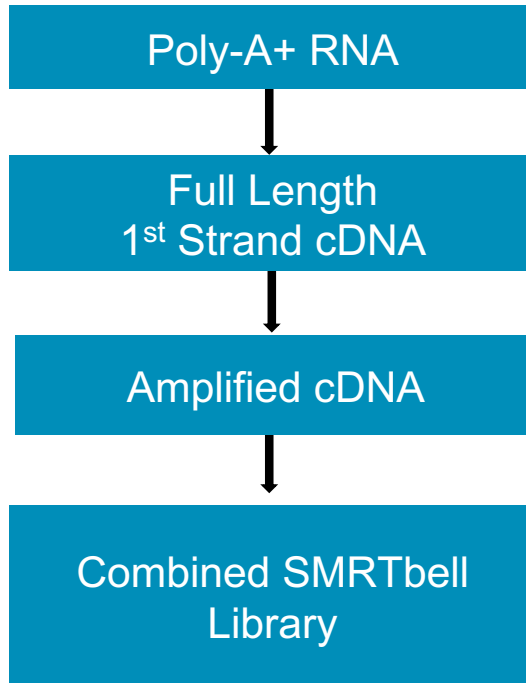 Poly-A+ RNA
Full Length
1st Strand cDNA
Amplified cDNA
Combined SMRTbell
Library